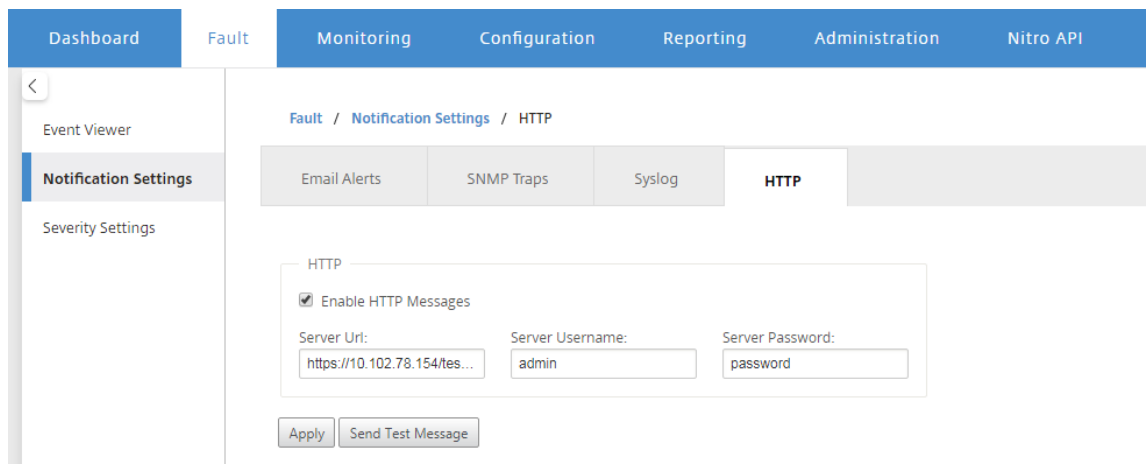 Dashboard Fault Monitoring Configuration Reporting Administration Nitro API
Event Viewer
Notification Settings
Severity Settings
Fault / Notification Settings / HTTP
Email Alerts SNMP Traps Syslog HTTP
HTTP
Enable HTTP Messages
Server Url: Server Username: Server Password:
https://10.102.78.154/tes... admin password
Apply Send Test Message